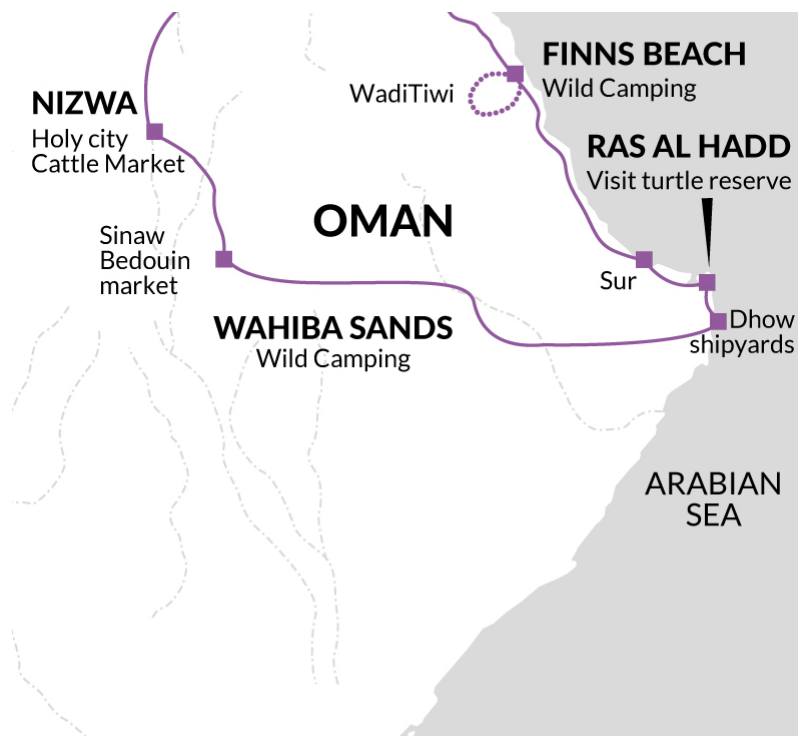 FINNS BEACH
Wild Camping
WadiTiwi
NIZWA
Holy city
Cattle Market
RAS AL HADD
Visit turtle reserve
OMAN
Sinaw
Bedouin
market
Sur
WAHIBA SANDS
Wild Camping
Dhow
shipyards
ARABIAN
SEA